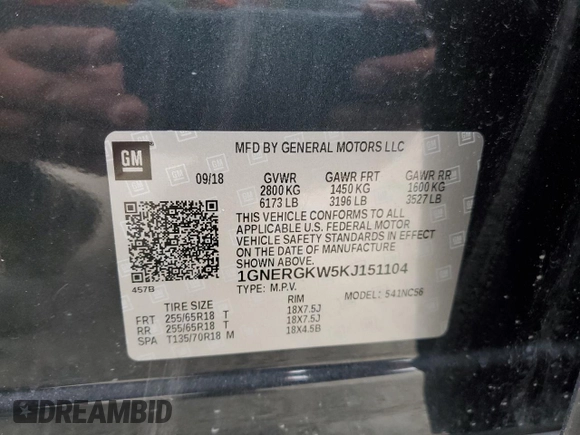 GM
MFD BY GENERAL MOTORS LLC
09/18 GVWR GAWR FRT GAWR RR
2800 KG 1450 KG 1600 KG
6173 LB 3196 LB 3527 LB
THIS VEHICLE CONFORMS TO ALL
APPLICABLE U.S. FEDERAL MOTOR
VEHICLE SAFETY STANDARDS IN EFFECT
ON THE DATE OF MANUFACTURE
SHOWN ABOVE.
1GNERGKW5KJ151104
457B TYPE: M.P.V.
MODEL: 541NC56
TIRE SIZE RIM
FRT 255/65R18 T 18X7.5J
RR 255/65R18 T 18X7.5J
SPA T135/70R18 M 18X4.5B
DREAMBID